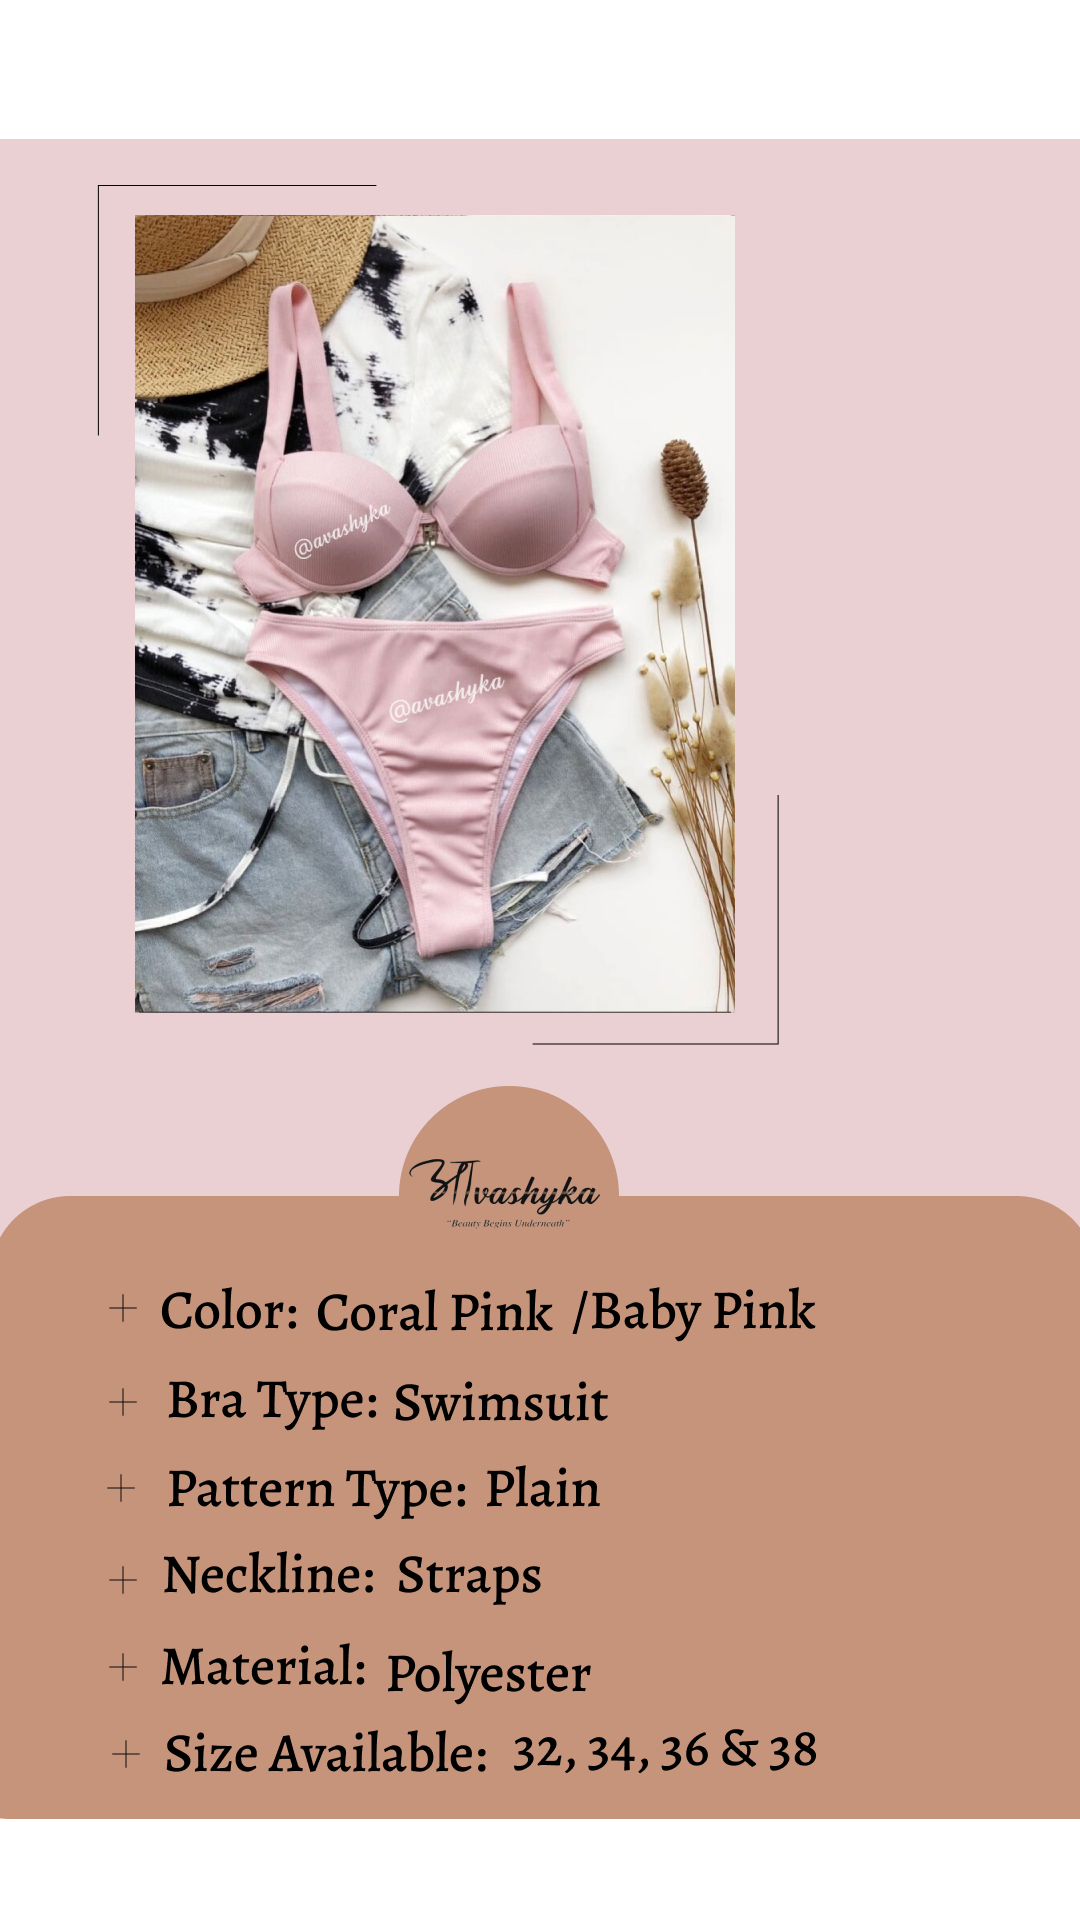 @avashyka
@avashyka
आvashyka
"Beauty Begins Underneath"
Color: Coral Pink /Baby Pink
Bra Type: Swimsuit
Pattern Type: Plain
Neckline: Straps
Material: Polyester
Size Available: 32, 34, 36 & 38